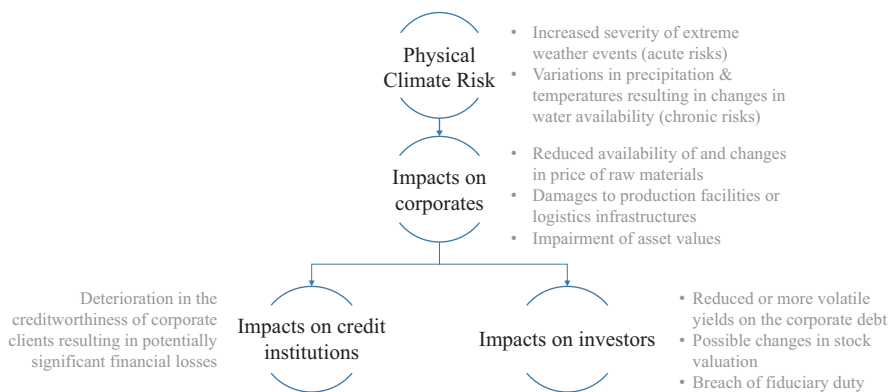 Physical
Climate Risk
• Increased severity of extreme
weather events (acute risks)
• Variations in precipitation &
temperatures resulting in changes in
water availability (chronic risks)
Impacts on
corporates
• Reduced availability of and changes
in price of raw materials
• Damages to production facilities or
logistics infrastructures
• Impairment of asset values
Deterioration in the
creditworthiness of corporate
clients resulting in potentially
significant financial losses
Impacts on credit
institutions
Impacts on investors
• Reduced or more volatile
yields on the corporate debt
• Possible changes in stock
valuation
• Breach of fiduciary duty